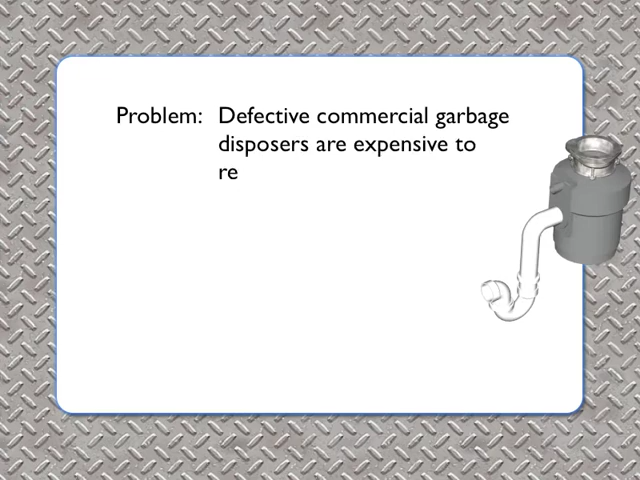 Problem: Defective commercial garbage
disposers are expensive to
re